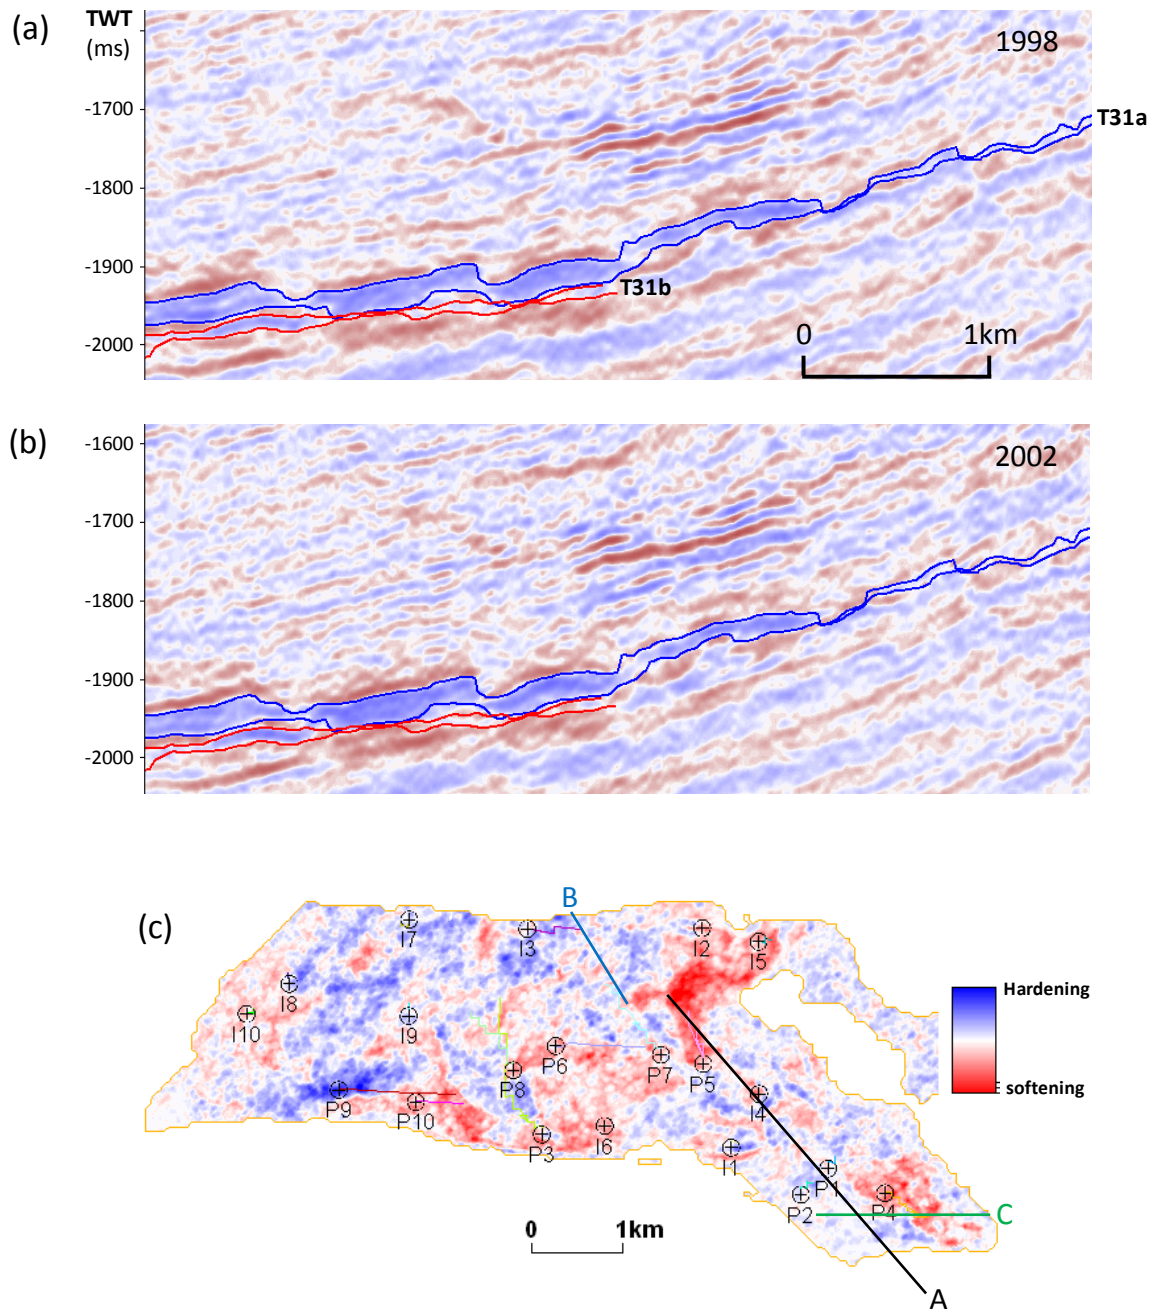 (a)
TWT
(ms)
1998
-1700
T31a
-1800
-1900
T31b
-2000
0 1km
(b)
-1600
2002
-1700
-1800
-1900
-2000
(c)
B
I7
I3
I2
I5
I8
I10
I9
Hardening
softening
P6
P7
P5
P8
P9
P10
I4
P3
I6
I1
P1
P2
P4
C
0 1km
A